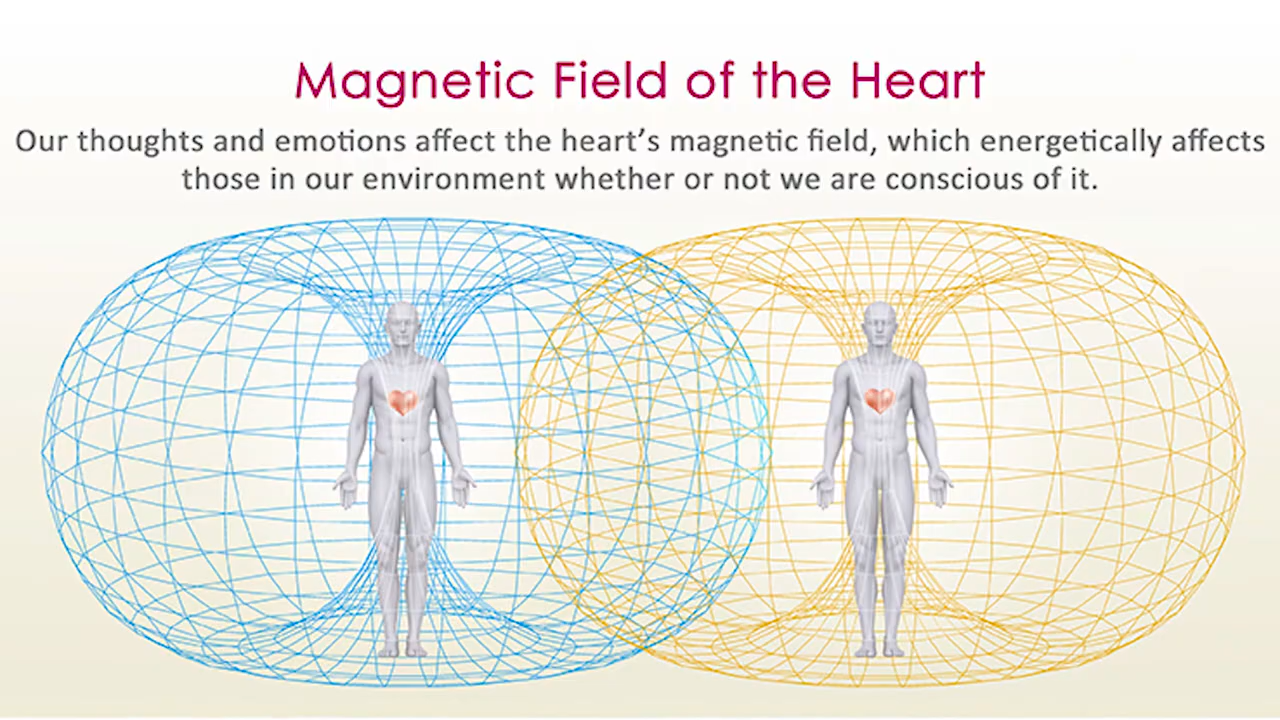 Magnetic Field of the Heart
Our thoughts and emotions affect the heart’s magnetic field, which energetically affects
those in our environment whether or not we are conscious of it.